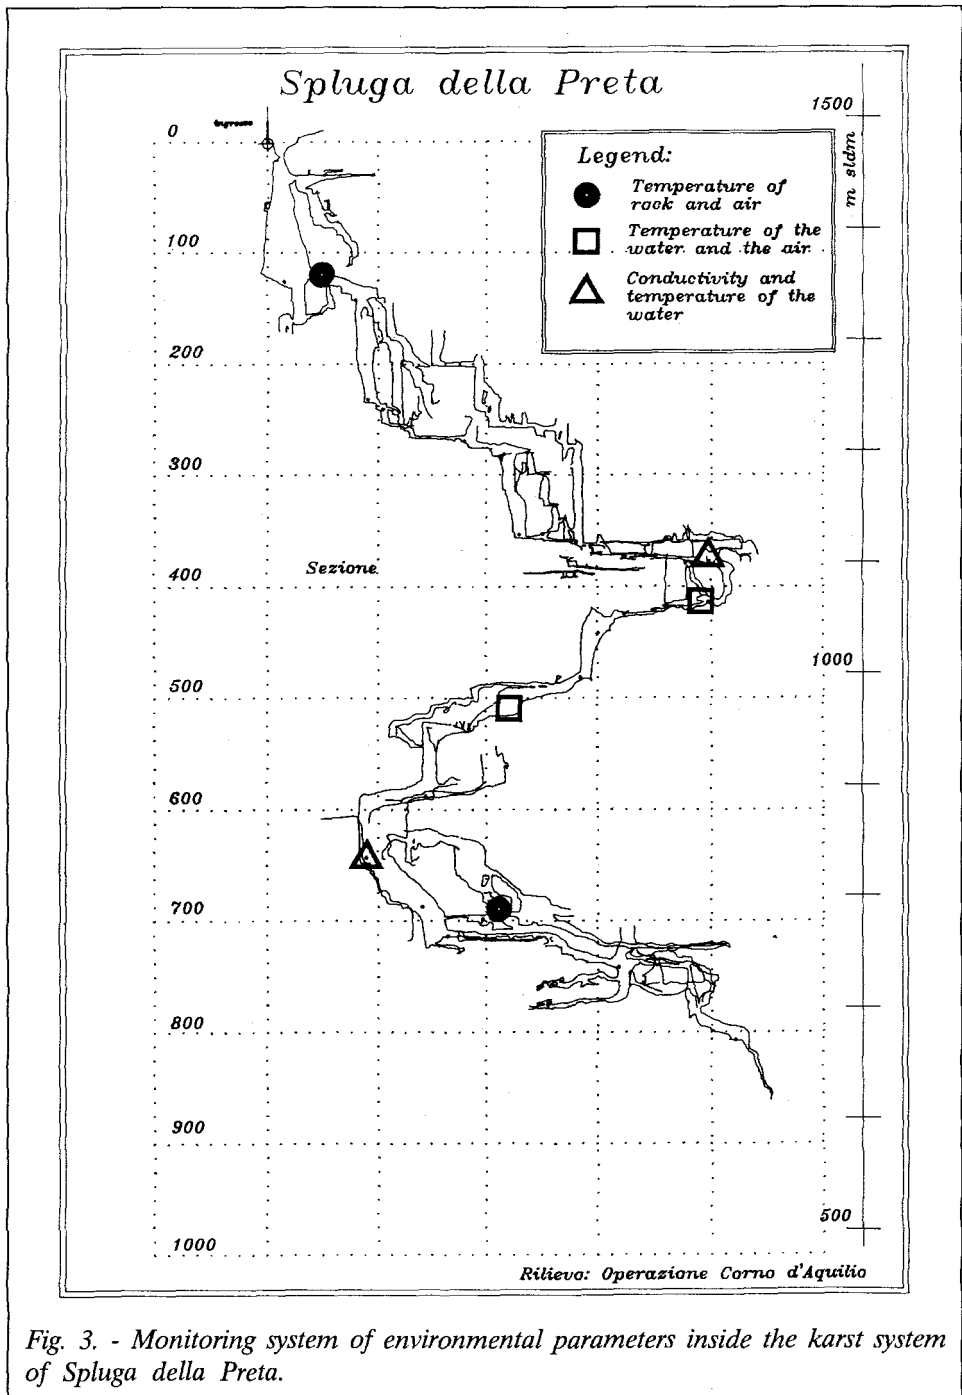 Spluga della Preta
1500
0
Ingresso
m sldm
Legend:
Temperature of
rock and air
Temperature of the
water and the air
Conductivity and
temperature of the
water
100
200
300
400
Sezione
1000
500
600
700
800
900
500
1000
Rilievo: Operazione Corno d'Aquilio
Fig. 3. - Monitoring system of environmental parameters inside the karst system
of Spluga della Preta.